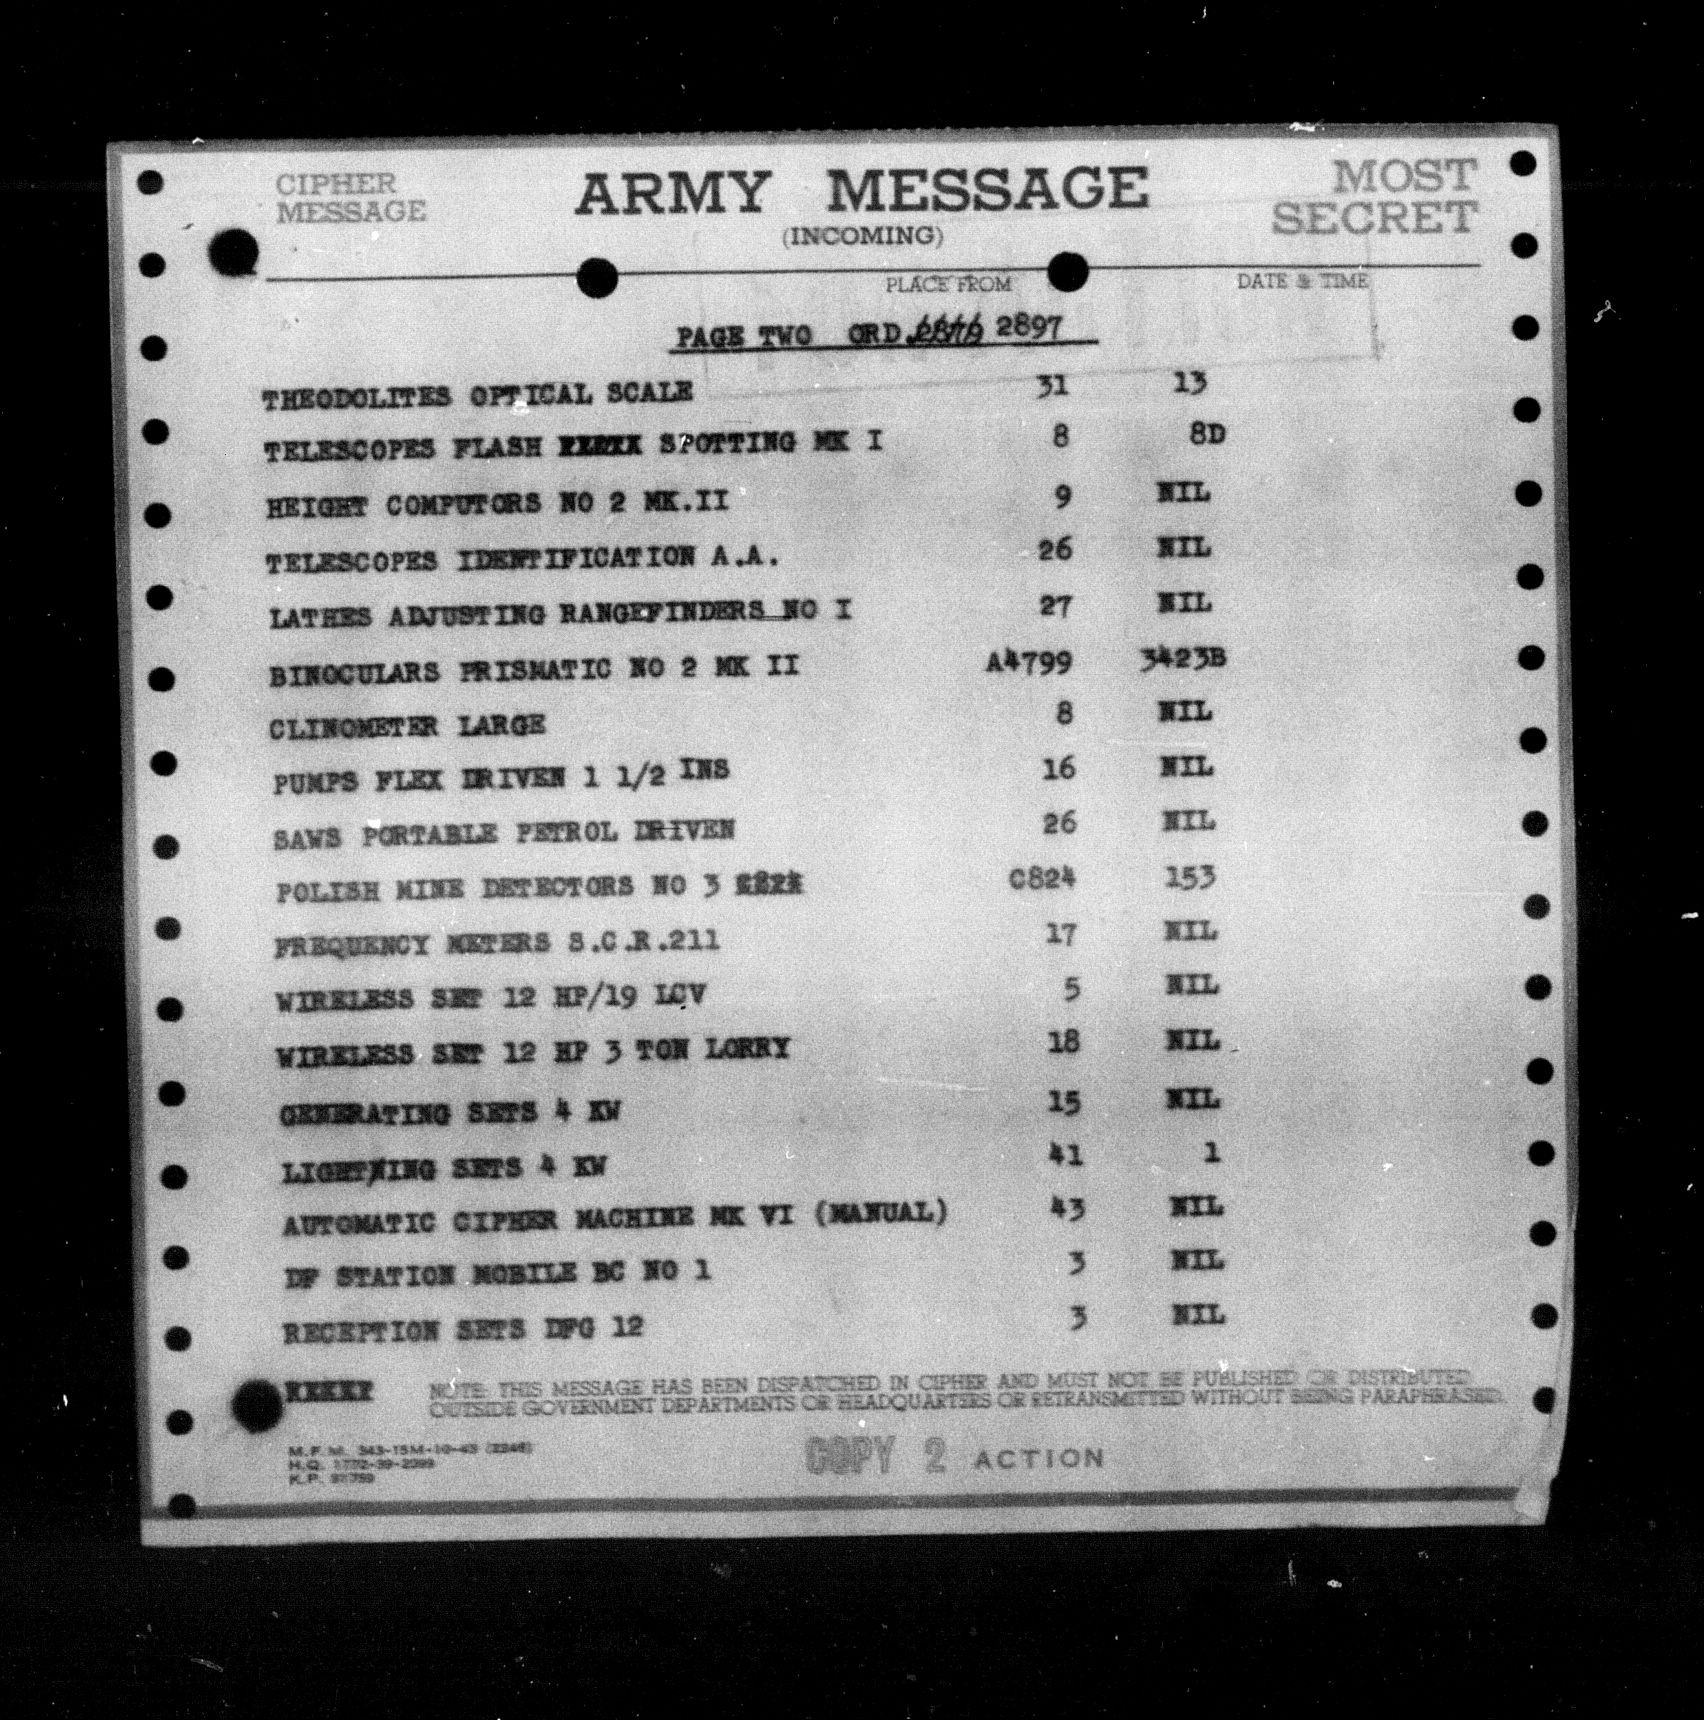 CIPHER MESSAGE
ARMY MESSAGE
(INCOMING)
MOST SECRET
PLACE FROM
DATE & TIME
PAGE TWO ORD. 2897
THEODOLITES OPTICAL SCALE 31 13
TELESCOPES FLASH SPOTTING MK I 8 8D
HEIGHT COMPUTORS NO 2 MK.II 9 NIL
TELESCOPES IDENTIFICATION A.A. 26 NIL
LATHES ADJUSTING RANGEFINDERS NO I 27 NIL
BINOCULARS PRISMATIC NO 2 MK II A4799 3423B
CLINOMETER LARGE 8 NIL
PUMPS FLEX DRIVEN 1 1/2 INS 16 NIL
SAWS PORTABLE PETROL DRIVEN 26 NIL
POLISH MINE DETECTORS NO 3 C824 153
FREQUENCY METERS S.C.R.211 17 NIL
WIRELESS SET 12 HP/19 LCV 5 NIL
WIRELESS SET 12 HP 3 TON LORRY 18 NIL
GENERATING SETS 4 KW 15 NIL
LIGHTING SETS 4 KW 41 1
AUTOMATIC CIPHER MACHINE MK VI (MANUAL) 43 NIL
DF STATION MOBILE BC NO 1 3 NIL
RECEPTION SETS DFG 12 3 NIL
NOTE: THIS MESSAGE HAS BEEN DISPATCHED IN CIPHER AND MUST NOT BE PUBLISHED OR DISTRIBUTED
OUTSIDE GOVERNMENT DEPARTMENTS OR HEADQUARTERS OR RETRANSMITTED WITHOUT BEING PARAPHRASED.
M.F.M. 343-15M-10-43
H.Q. 1772-39-2399
K.P.
COPY 2 ACTION